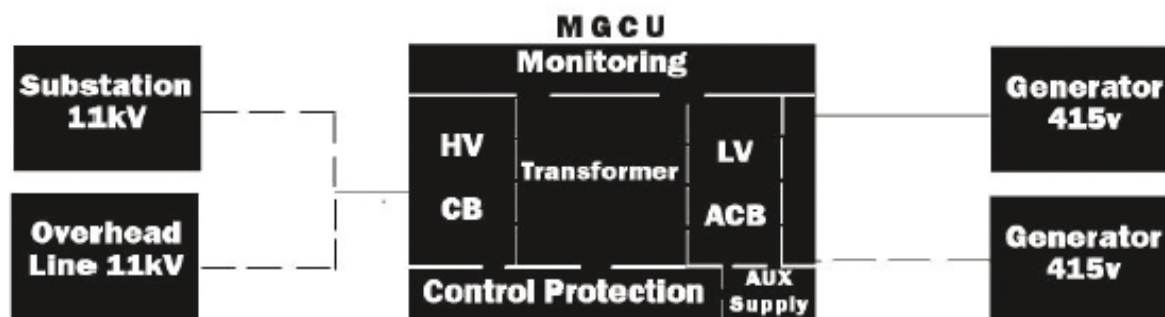 MGCU
Monitoring
Substation
11kV
Overhead
Line 11kV
HV
CB
Transformer
LV
ACB
Control Protection
AUX
Supply
Generator
415v
Generator
415v